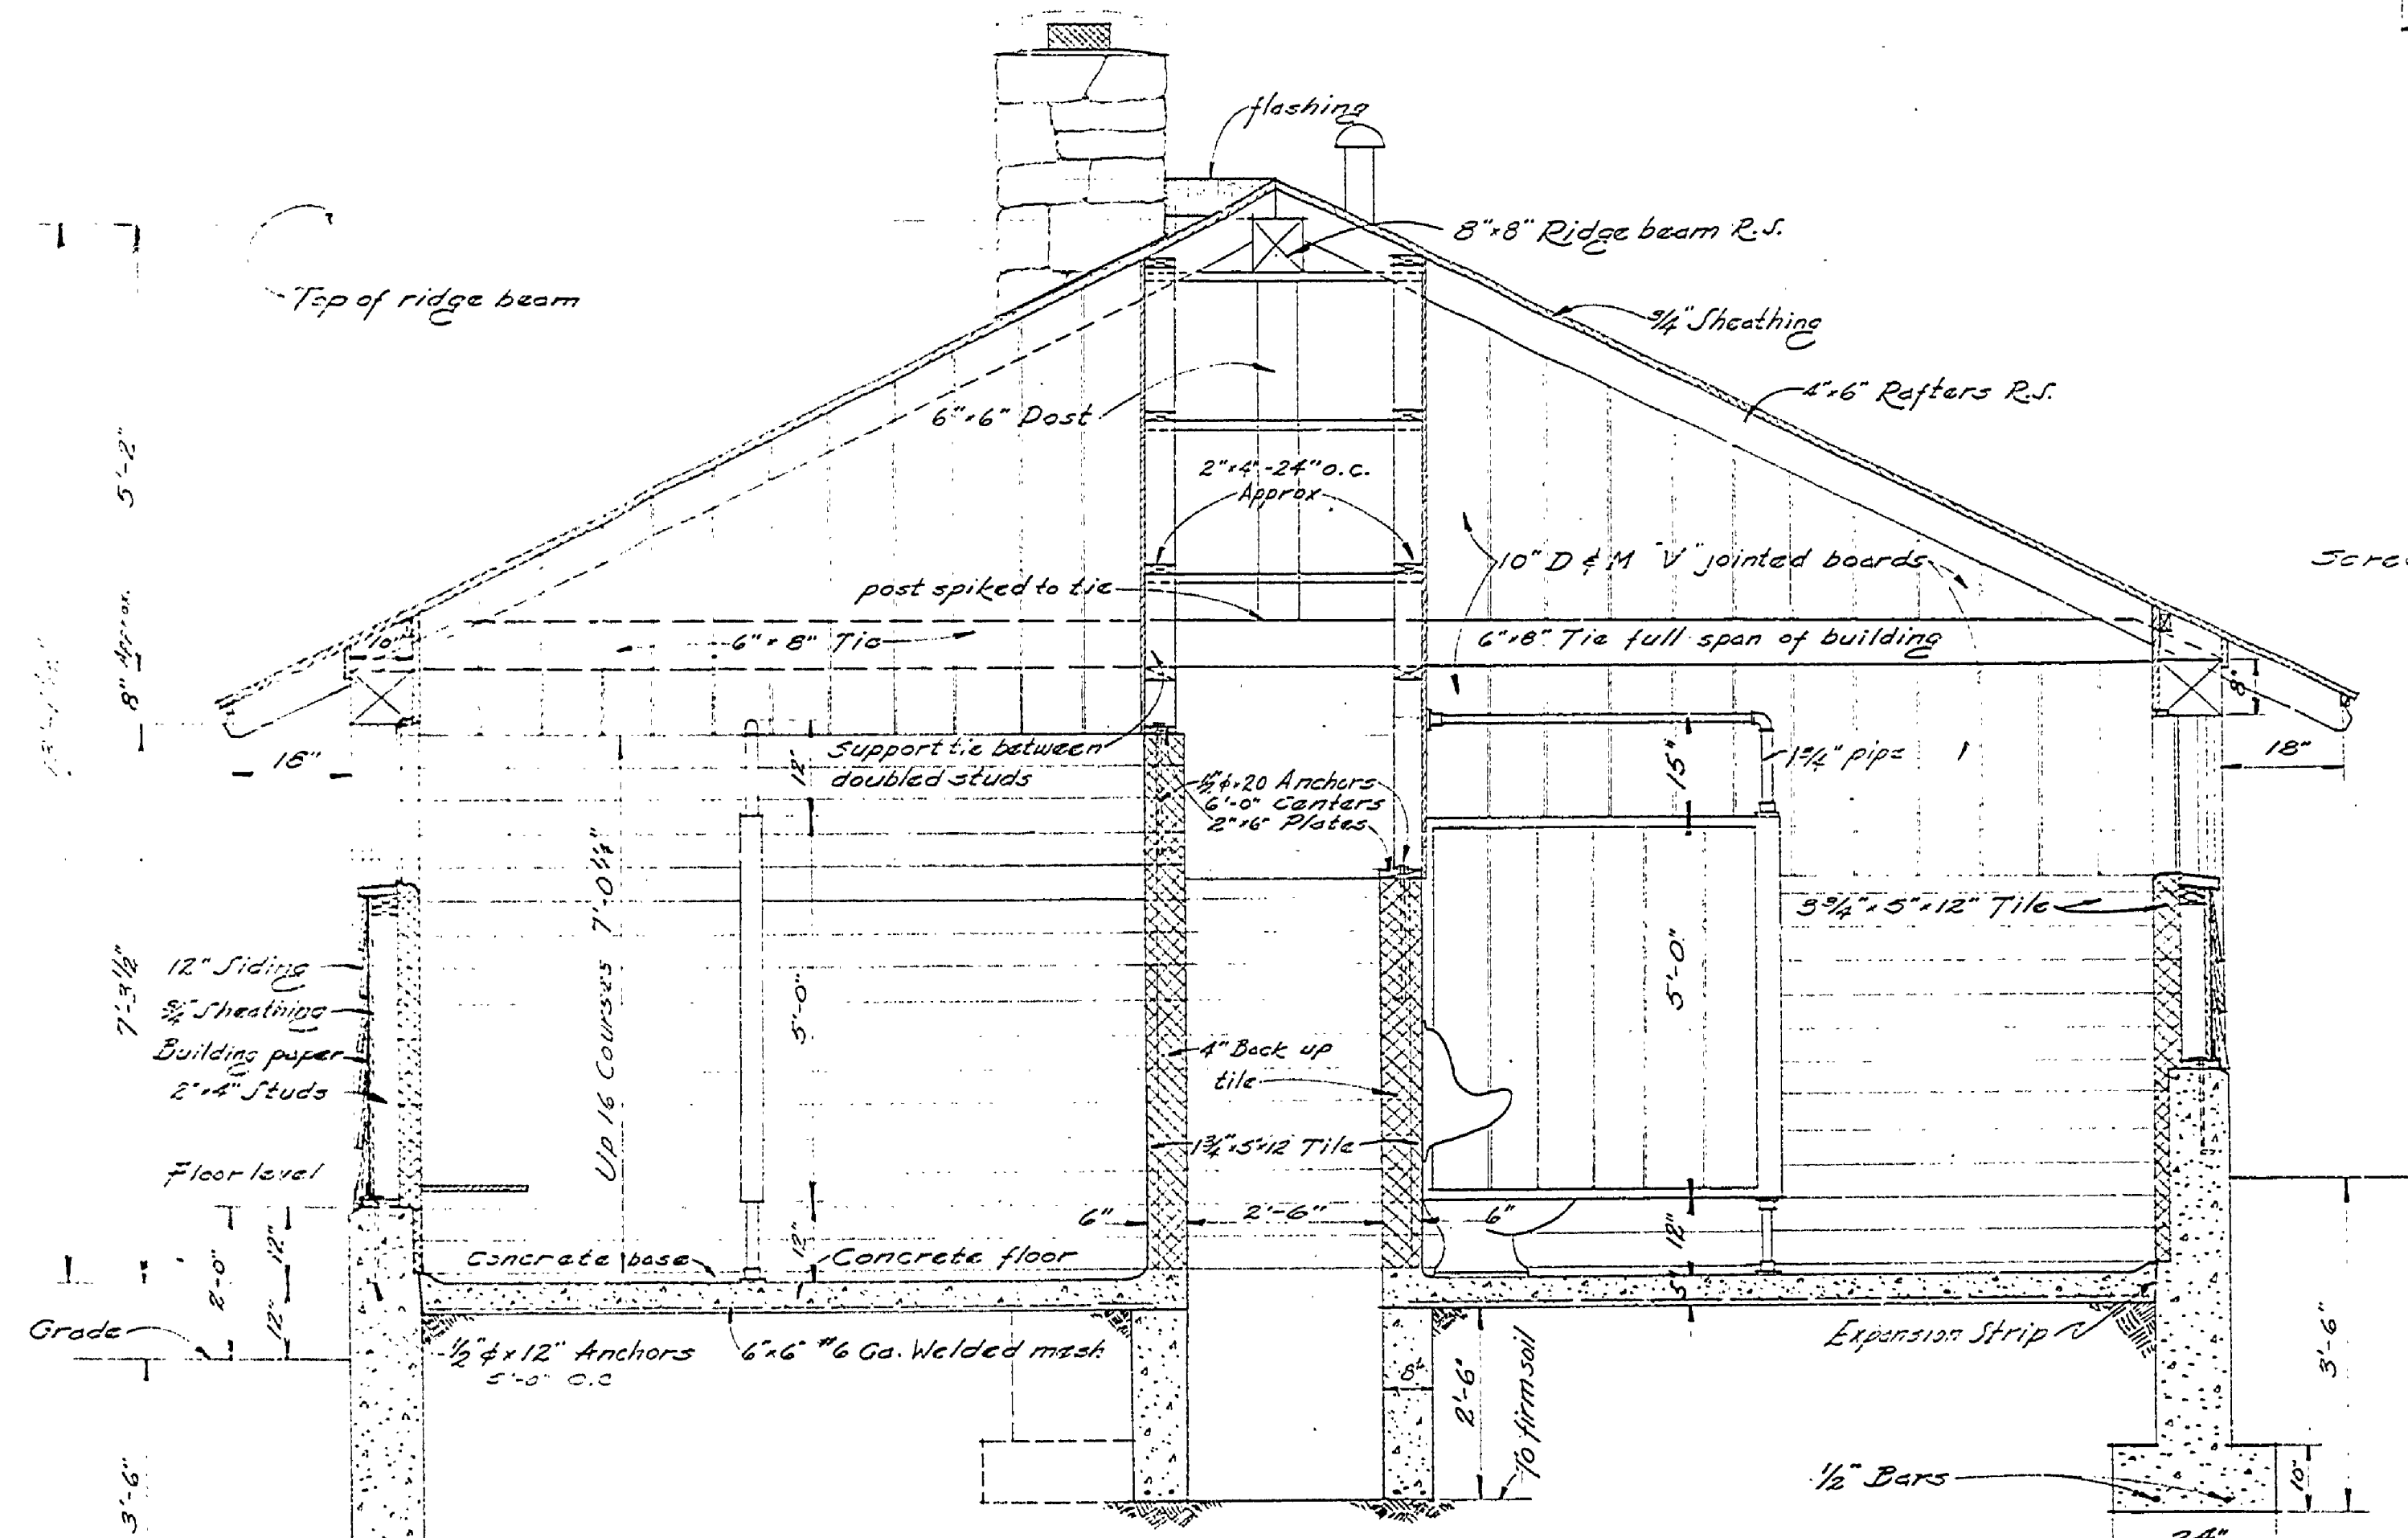 flashing
8"x8" Ridge beam R.S.
Top of ridge beam
3/4" Sheathing
4"x6" Rafters R.S.
6"x6" Post
5'-2"
2"x4"-24" o.c.
Approx
10" D & M "V" jointed boards
post spiked to tie
8" Approx.
10"
6"x8" Tie
6"x8" Tie full span of building
8"
12"
Support tie between
doubled studs
15"
1 3/4" pipe
18"
1/2"φx20 Anchors
6'-0" Centers
2"x6" Plates
Up 16 Courses 7'-0 1/4"
3 3/4"x5"x12" Tile
7'-3 1/2"
12" Siding
3/4" Sheathing
Building paper
2"x4" Studs
5'-0"
5'-0"
4" Back up
tile
1 3/4"x5"x12 Tile
Floor level
6"
2'-6"
6"
2'-0"
12"
12"
12"
12"
Concrete base
Concrete floor
5"
Grade
1/2"φx12" Anchors
5'-0" O.C
6"x6" #6 Ga. Welded mesh
8"
2'-6"
To firm soil
Expansion Strip
3'-6"
3'-6"
1/2" Bars
10"
24"